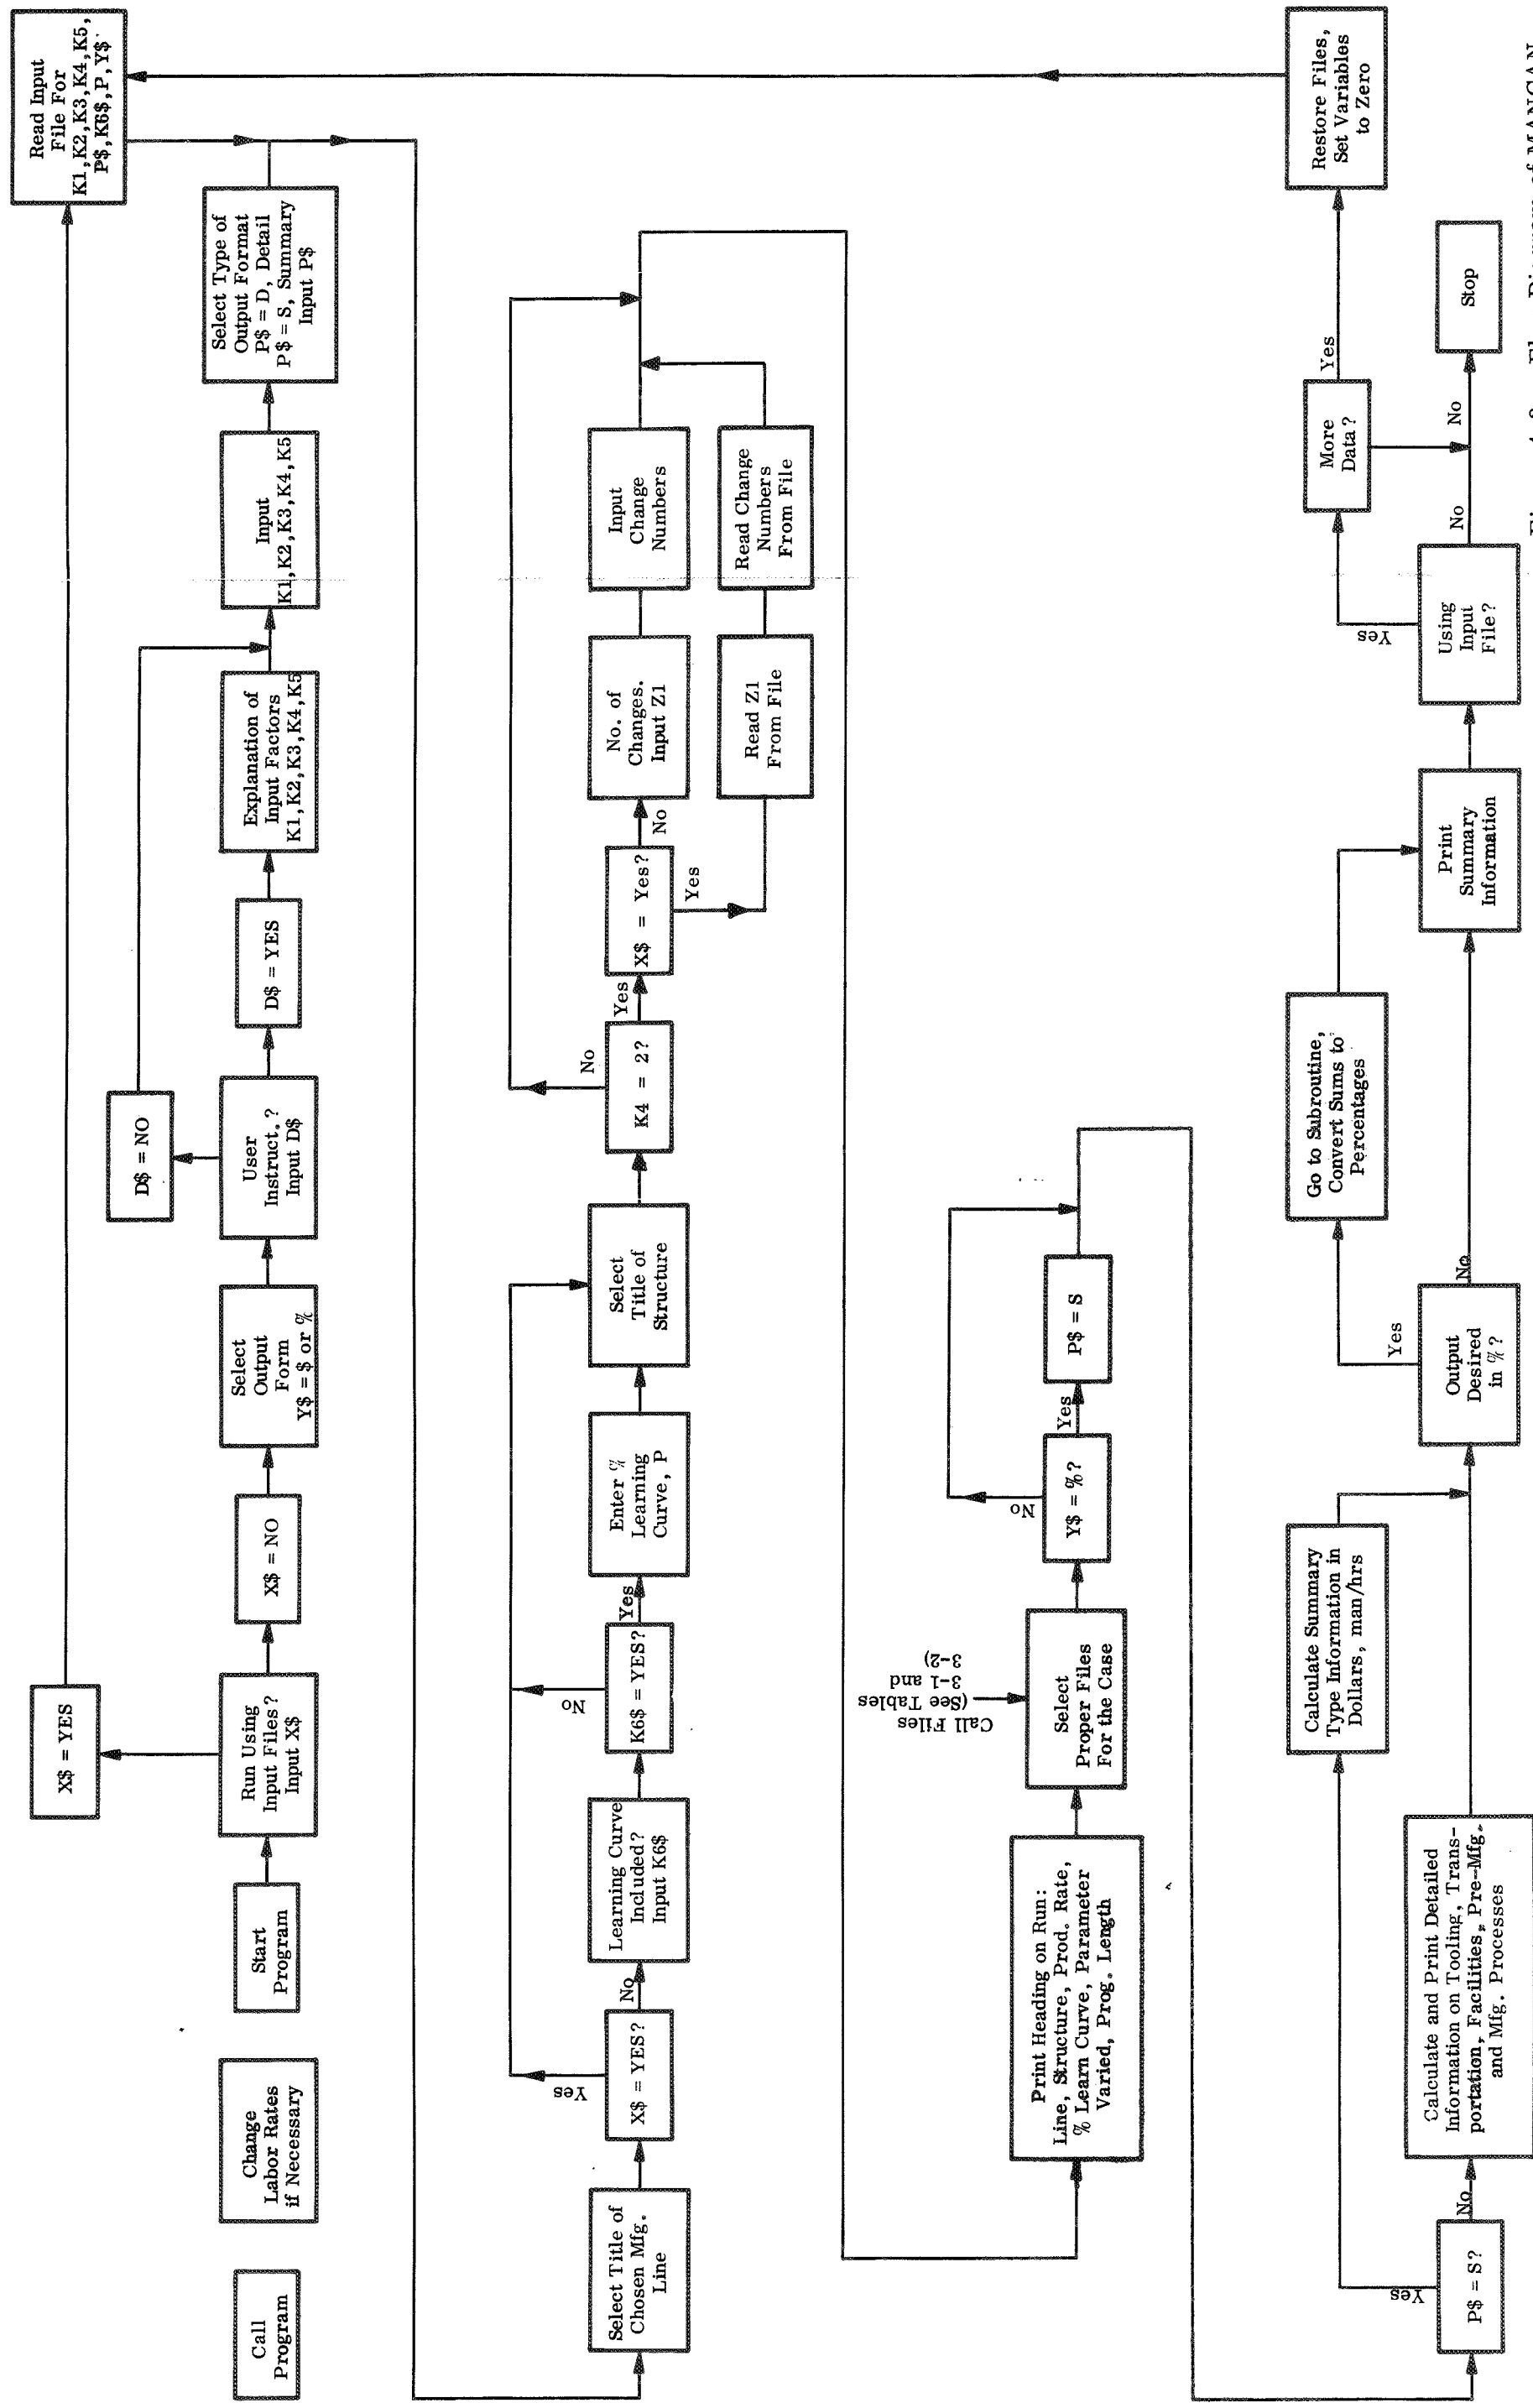 Call
Program
Change
Labor Rates
if Necessary
Start
Program
Run Using
Input Files?
Input X$
X$ = YES
X$ = NO
Select
Output
Form
Y$ = $ or %
User
Instruct.?
Input D$
D$ = NO
D$ = YES
Explanation of
Input Factors
K1,K2,K3,K4,K5
Input
K1,K2,K3,K4,K5
Select Type of
Output Format
P$ = D, Detail
P$ = S, Summary
Input P$
Read Input
File For
K1,K2,K3,K4,K5,
P$,K6$,P,Y$
Select Title of
Chosen Mfg.
Line
X$ = YES?
Yes
No
Learning Curve
Included?
Input K6$
K6$ = YES?
No
Yes
Enter %
Learning
Curve, P
Select
Title of
Structure
K4 = 2?
No
Yes
X$ = Yes?
No
Yes
No. of
Changes.
Input Z1
Input
Change
Numbers
Read Z1
From File
Read Change
Numbers
From File
Print Heading on Run:
Line, Structure, Prod. Rate,
% Learn Curve, Parameter
Varied, Prog. Length
Call Files
(See Tables
3-1 and
3-2)
Select
Proper Files
For the Case
Y$ = %?
No
Yes
P$ = S
P$ = S?
Yes
No
Calculate Summary
Type Information in
Dollars, man/hrs
Calculate and Print Detailed
Information on Tooling, Trans-
portation, Facilities, Pre-Mfg.
and Mfg. Processes
Output
Desired
in %?
Yes
No
Go to Subroutine,
Convert Sums to
Percentages
Print
Summary
Information
Using
Input
File?
Yes
No
More
Data?
Yes
No
Stop
Restore Files,
Set Variables
to Zero